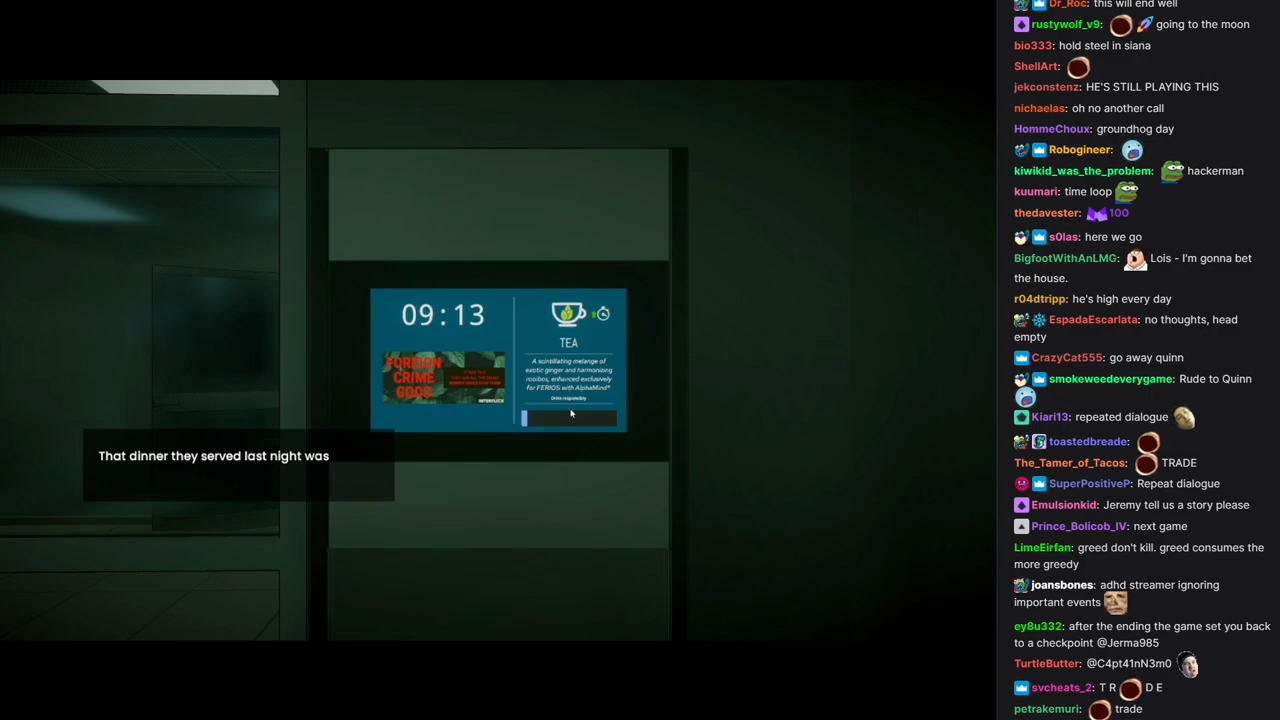 09:13
FOREIGN
CRIME
GODS
INTERFLICK
TEA
A scintillating melange of
exotic ginger and harmonising
rooibos, enhanced exclusively
for FERIOS with AlphaMind®
Drink responsibly
That dinner they served last night was
Dr_Roc: this will end well
rustywolf_v9: going to the moon
bio333: hold steel in siana
ShellArt:
jekconstenz: HE'S STILL PLAYING THIS
nichaelas: oh no another call
HommeChoux: groundhog day
Robogineer:
kiwikid_was_the_problem: hackerman
kuumari: time loop
thedavester: 100
s0las: here we go
BigfootWithAnLMG: Lois - I'm gonna bet
the house.
r04dtripp: he's high every day
EspadaEscarlata: no thoughts, head
empty
CrazyCat555: go away quinn
smokeweedeverygame: Rude to Quinn
Kiari13: repeated dialogue
toastedbreade:
The_Tamer_of_Tacos: TRADE
SuperPositiveP: Repeat dialogue
Emulsionkid: Jeremy tell us a story please
Prince_Bolicob_IV: next game
LimeEirfan: greed don't kill. greed consumes the
more greedy
joansbones: adhd streamer ignoring
important events
ey8u332: after the ending the game set you back
to a checkpoint @Jerma985
TurtleButter: @C4pt41nN3m0
svcheats_2: T R D E
petrakemuri: trade